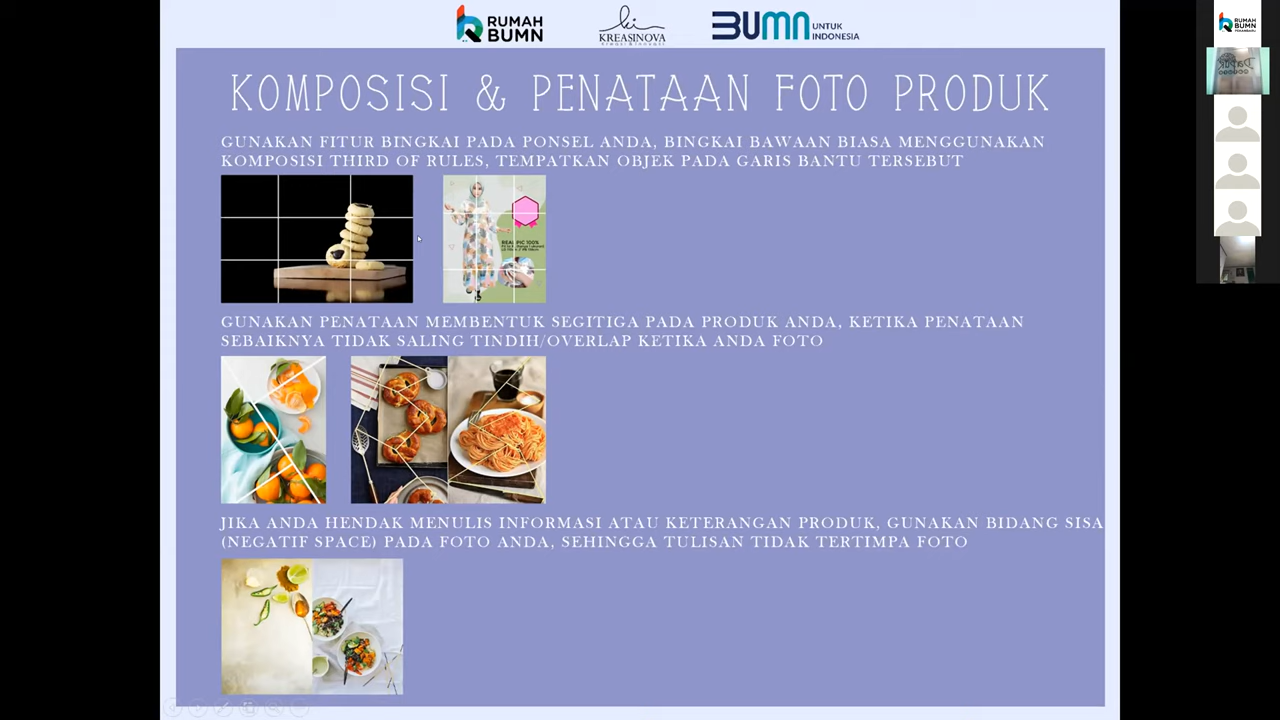 RUMAH
BUMN
KREASINOVA
BUMN
UNTUK
INDONESIA
RUMAH
BUMN
KOMPOSISI & PENATAAN FOTO PRODUK
GUNAKAN FITUR BINGKAI PADA PONSEL ANDA, BINGKAI BAWAAN BIASA MENGGUNAKAN
KOMPOSISI THIRD OF RULES, TEMPATKAN OBJEK PADA GARIS BANTU TERSEBUT
GUNAKAN PENATAAN MEMBENTUK SEGITIGA PADA PRODUK ANDA, KETIKA PENATAAN
SEBAIKNYA TIDAK SALING TINDIH/OVERLAP KETIKA ANDA FOTO
JIKA ANDA HENDAK MENULIS INFORMASI ATAU KETERANGAN PRODUK, GUNAKAN BIDANG SISA
(NEGATIF SPACE) PADA FOTO ANDA, SEHINGGA TULISAN TIDAK TERTIMPA FOTO